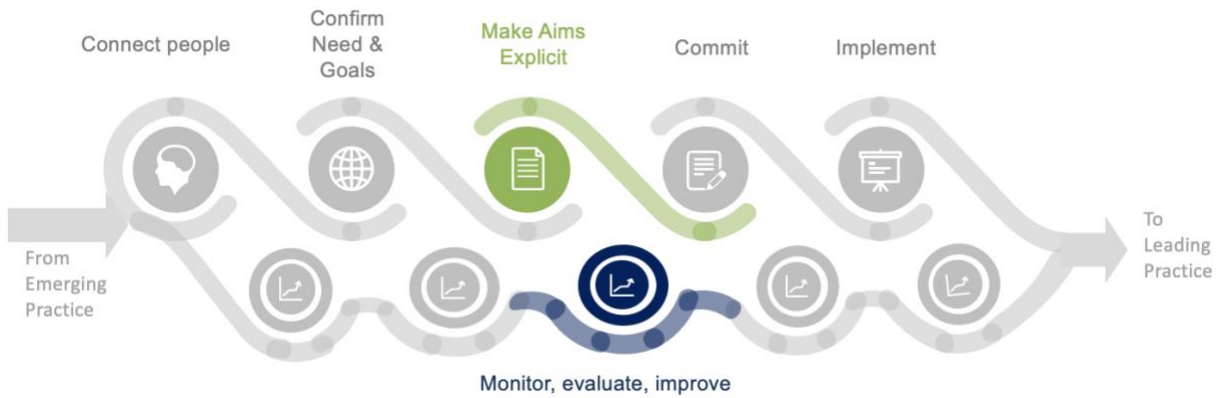 Connect people
Confirm
Need &
Goals
Make Aims
Explicit
Commit
Implement
From
Emerging
Practice
To
Leading
Practice
Monitor, evaluate, improve